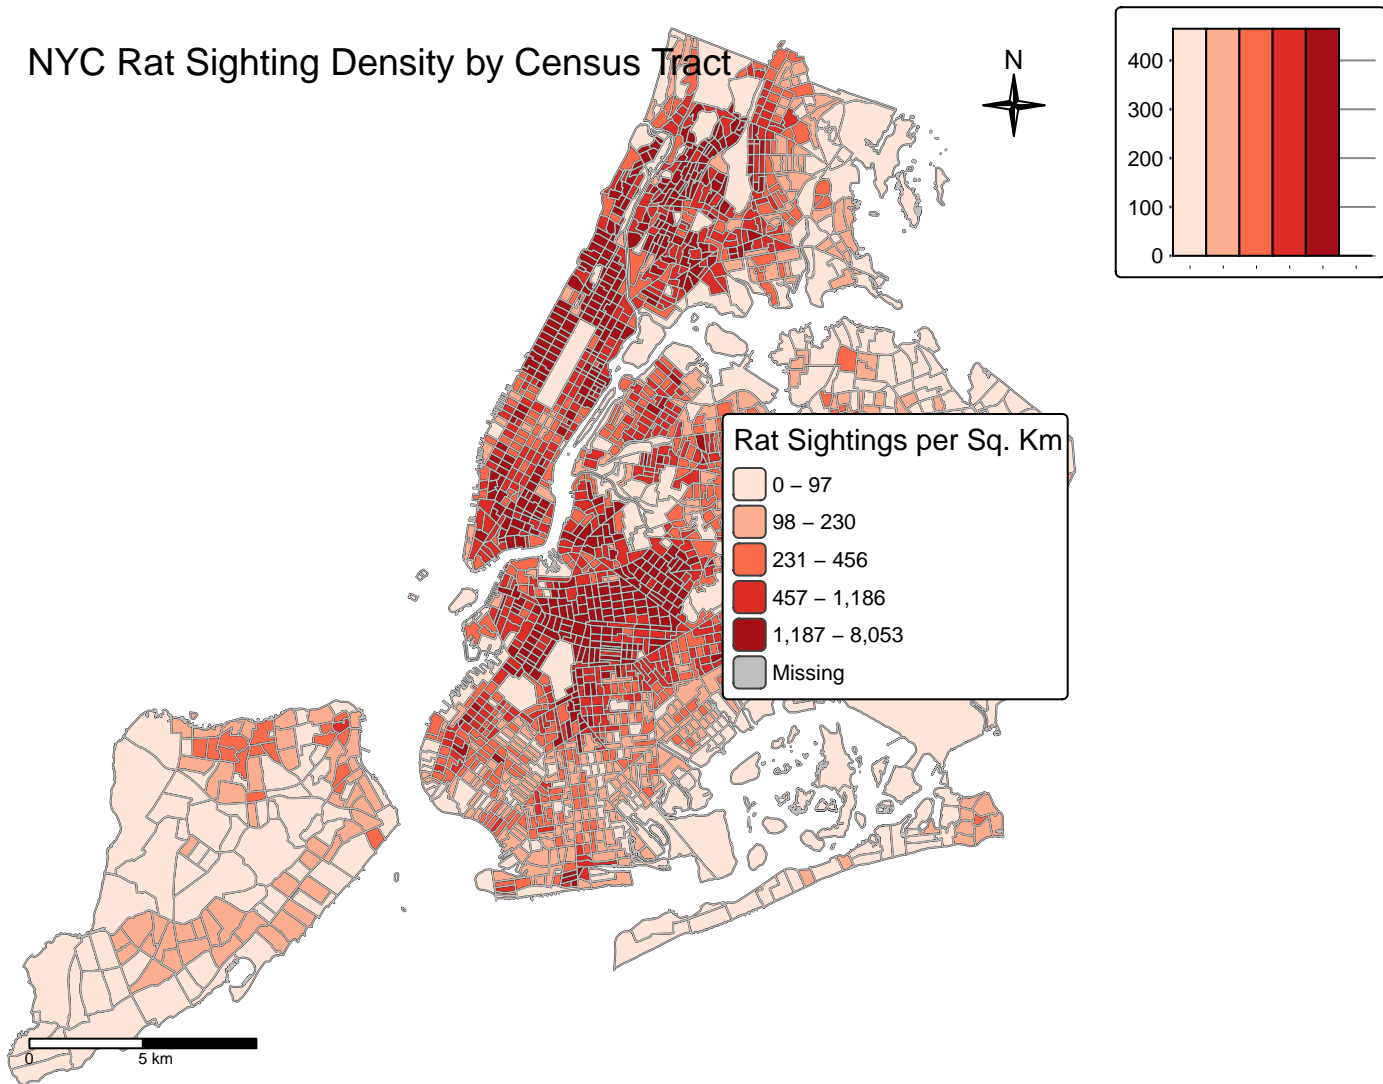 NYC Rat Sighting Density by Census Tract
N
400
300
200
100
0
Rat Sightings per Sq. Km
0 – 97
98 – 230
231 – 456
457 – 1,186
1,187 – 8,053
Missing
0
5 km